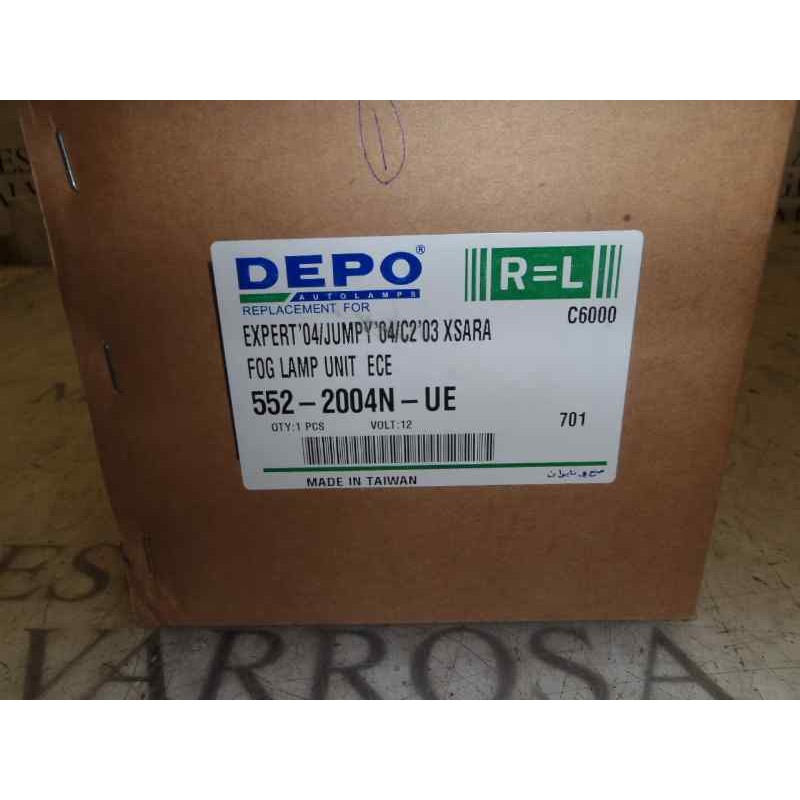 DEPO®
AUTOLAMPS
R=L
REPLACEMENT FOR
C6000
EXPERT'04/JUMPY'04/C2'03 XSARA
FOG LAMP UNIT ECE
552-2004N-UE
QTY:1 PCS VOLT:12
701
MADE IN TAIWAN
VARROSA